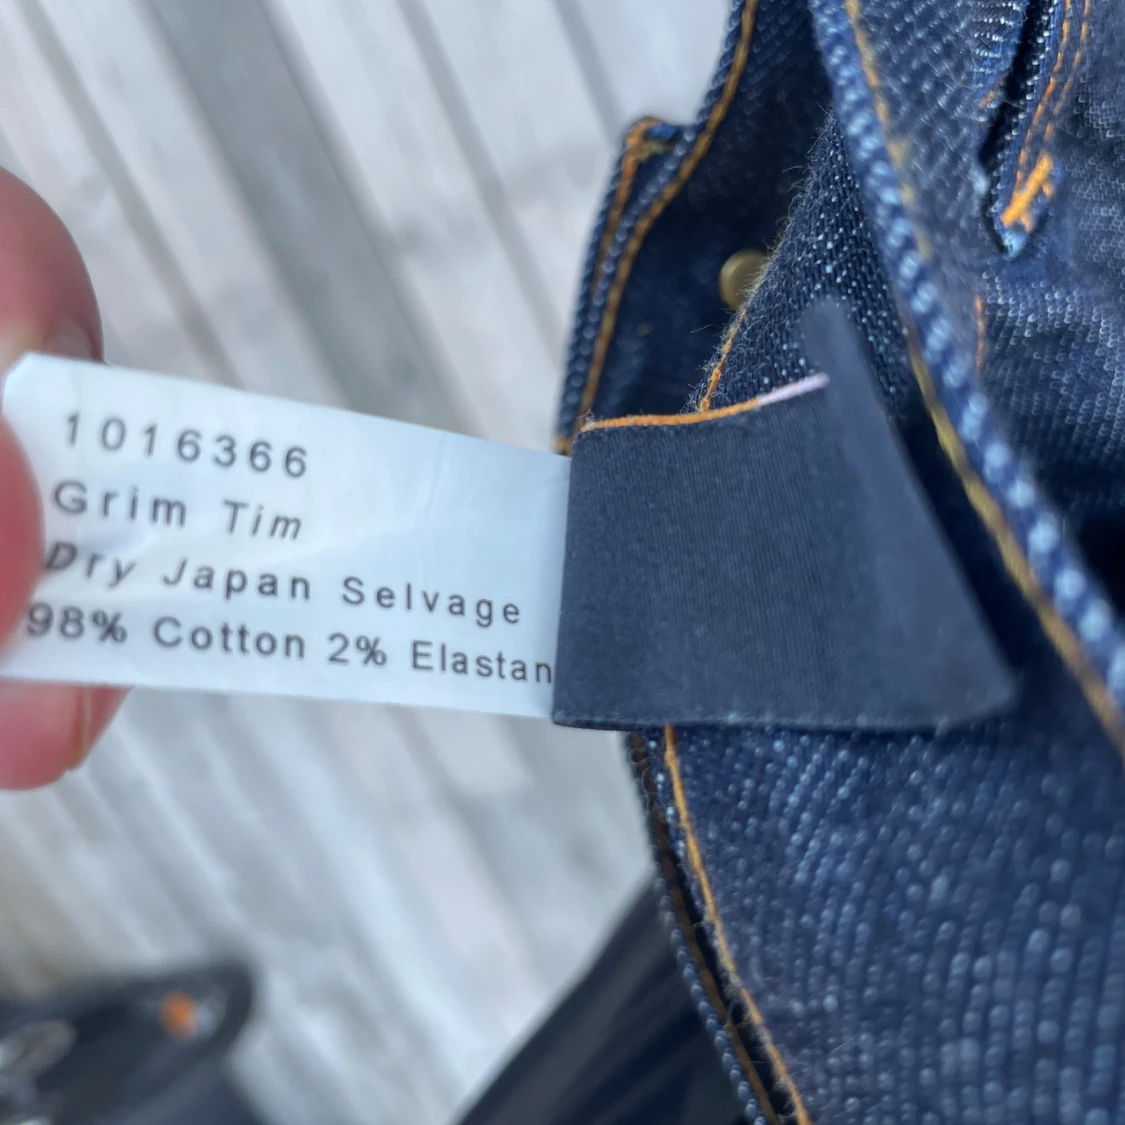 1016366
Grim Tim
Dry Japan Selvage
98% Cotton 2% Elastan